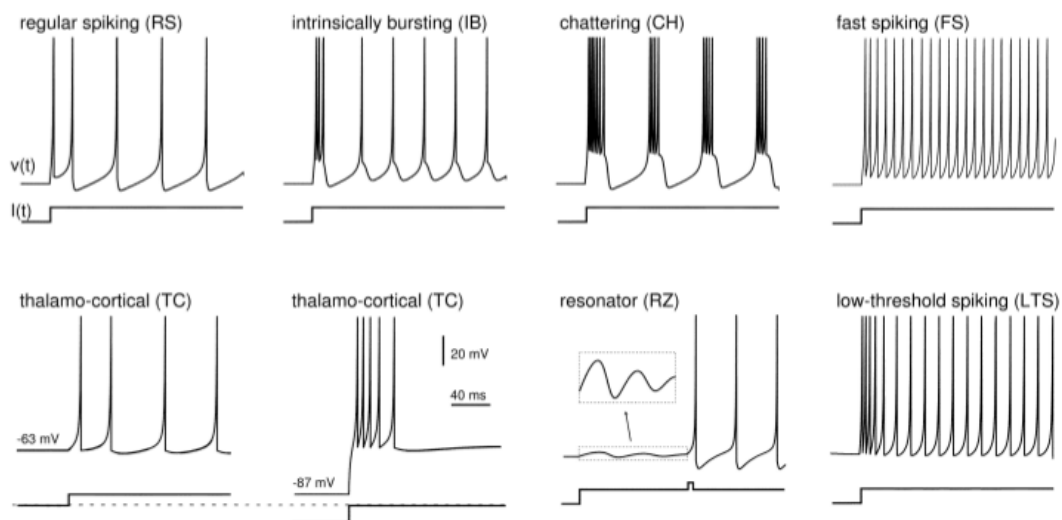 regular spiking (RS)
intrinsically bursting (IB)
chattering (CH)
fast spiking (FS)
v(t)
I(t)
thalamo-cortical (TC)
thalamo-cortical (TC)
resonator (RZ)
low-threshold spiking (LTS)
20 mV
40 ms
-63 mV
-87 mV